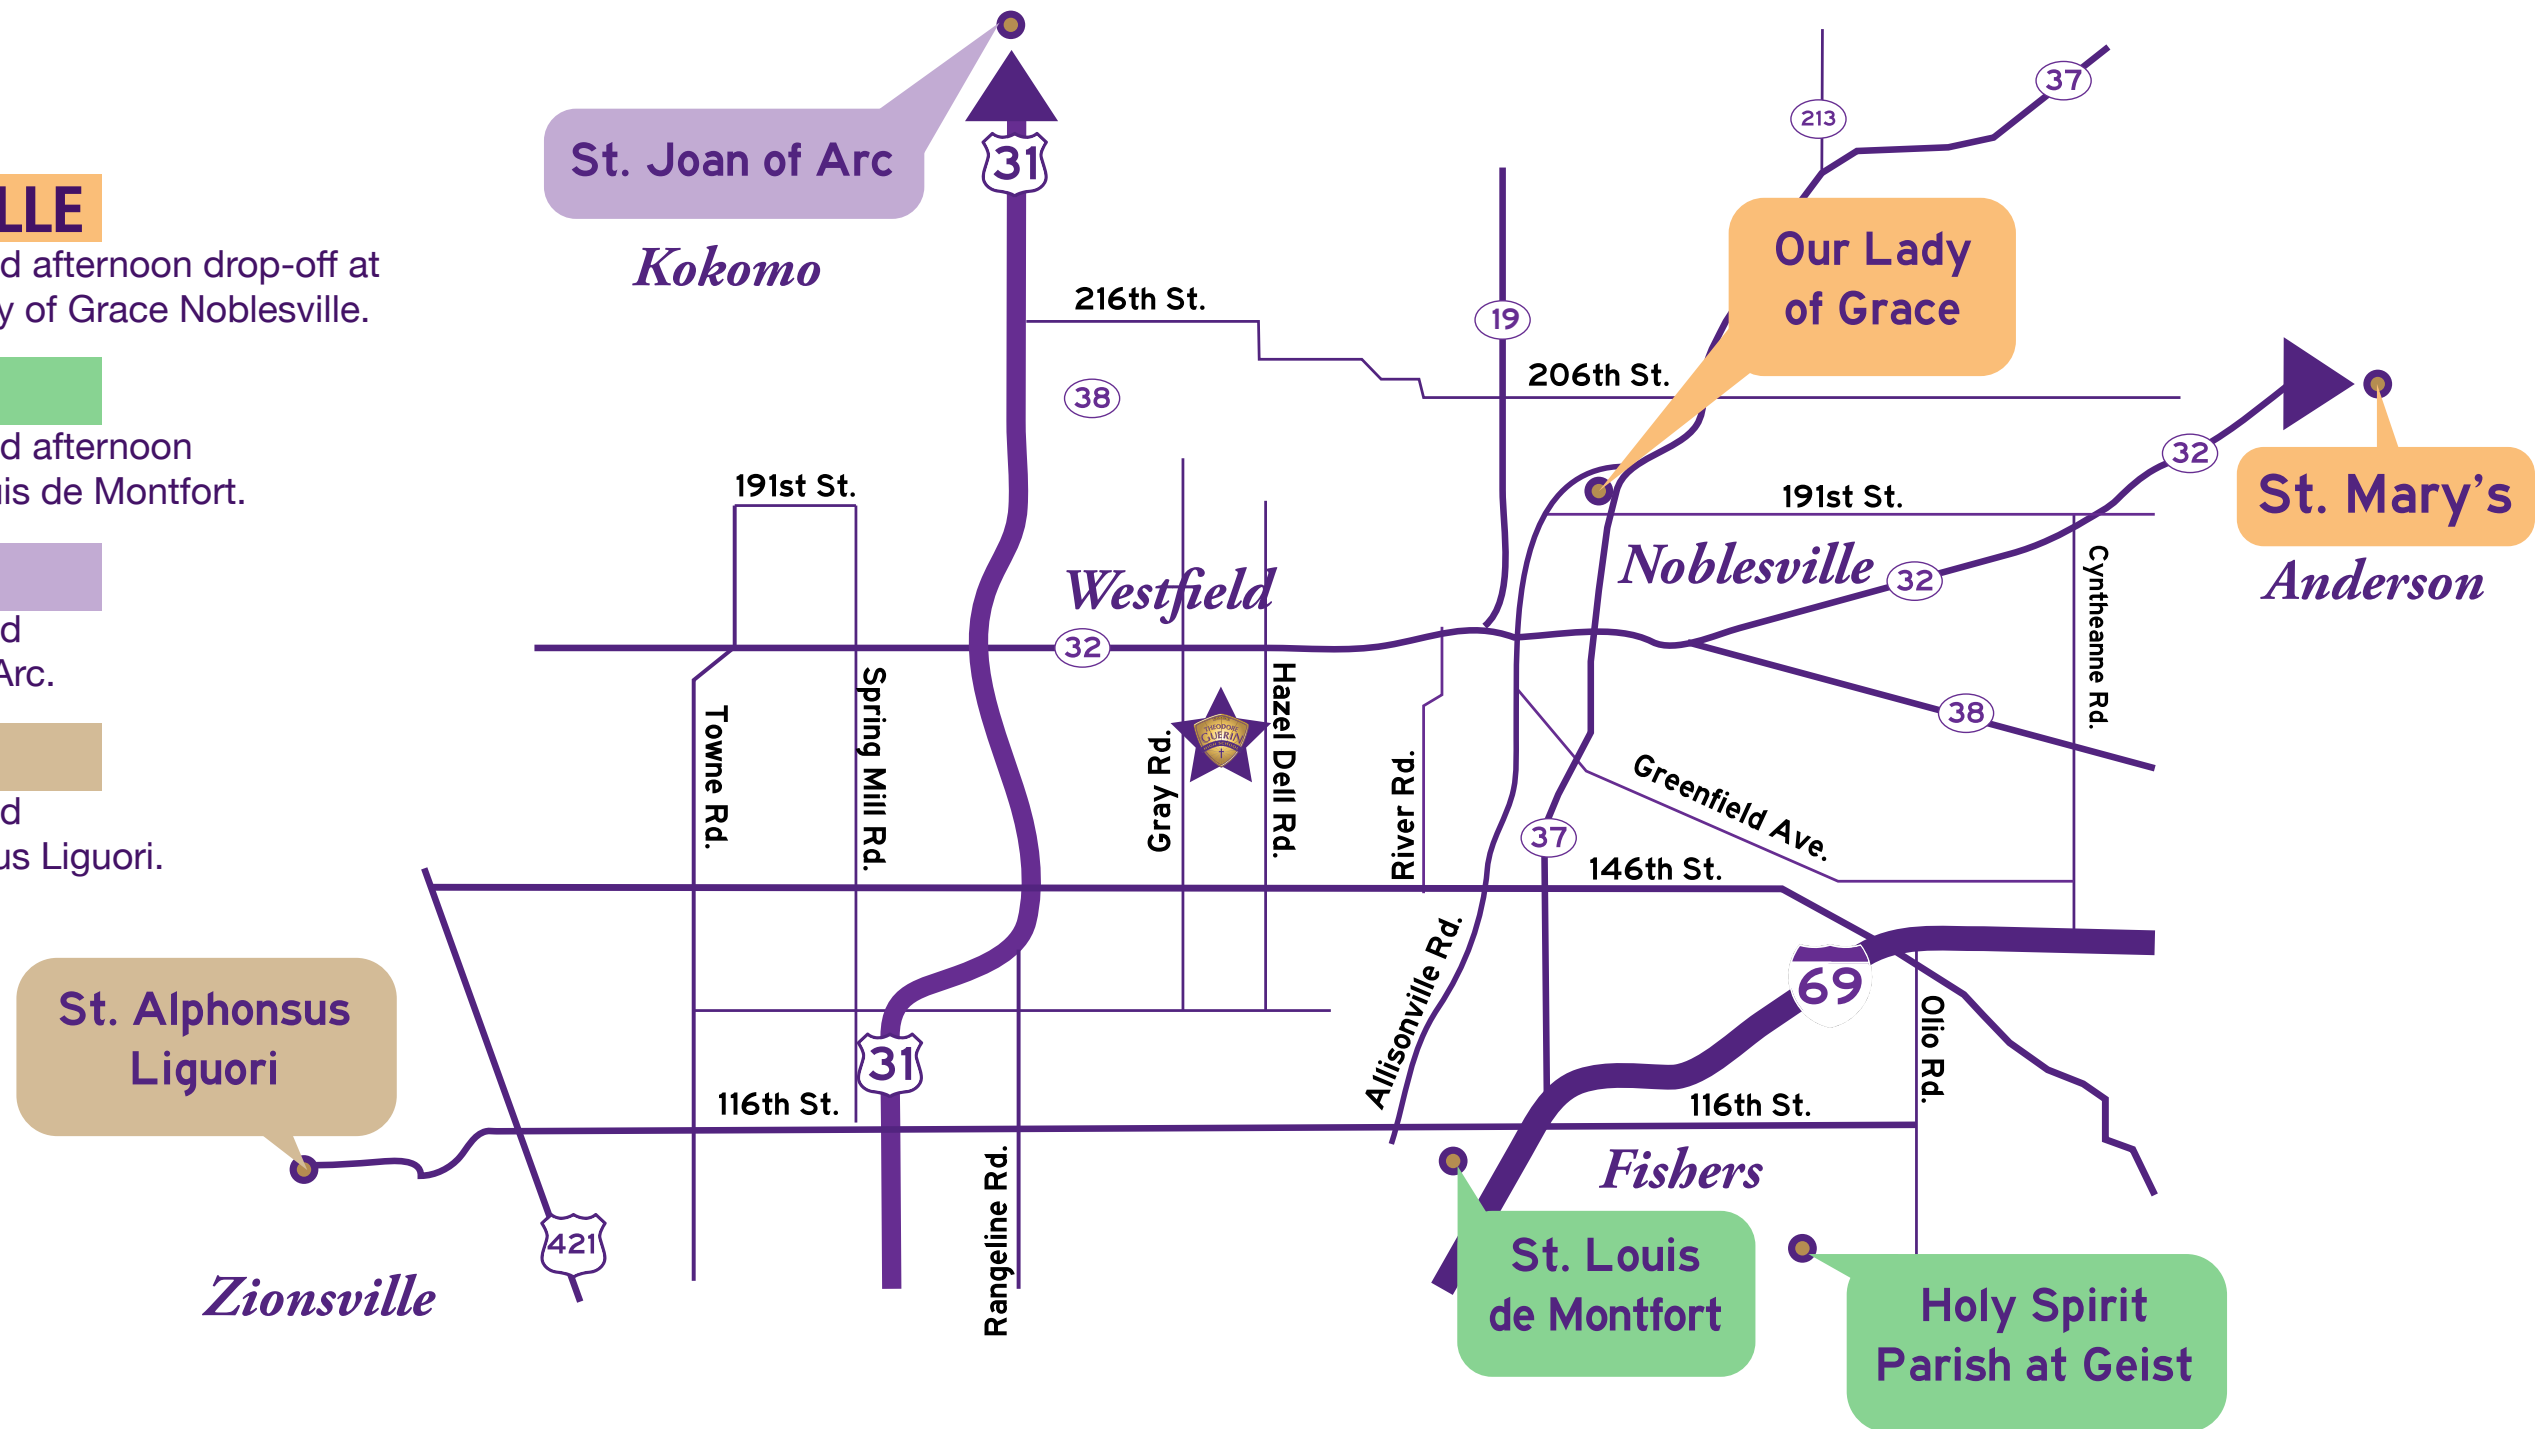 LLE
d afternoon drop-off at
y of Grace Noblesville.
d afternoon
is de Montfort.
d
Arc.
d
us Liguori.
St. Joan of Arc
Kokomo
31
216th St.
38
19
206th St.
213
37
Our Lady
of Grace
32
St. Mary's
Anderson
191st St.
191st St.
Noblesville
32
Westfield
32
38
Cyntheanne Rd.
Towne Rd.
Spring Mill Rd.
Gray Rd.
THEODORE
GUERIN
Hazel Dell Rd.
River Rd.
37
Greenfield Ave.
146th St.
Allisonville Rd.
69
Olio Rd.
St. Alphonsus
Liguori
31
116th St.
116th St.
Rangeline Rd.
Fishers
421
Zionsville
St. Louis
de Montfort
Holy Spirit
Parish at Geist